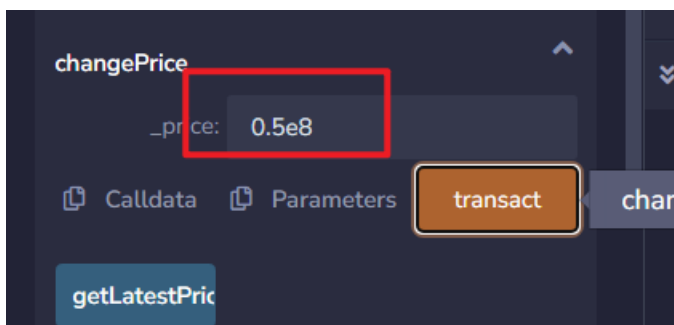 changePrice
_price: 0.5e8
Calldata Parameters transact char
getLatestPric